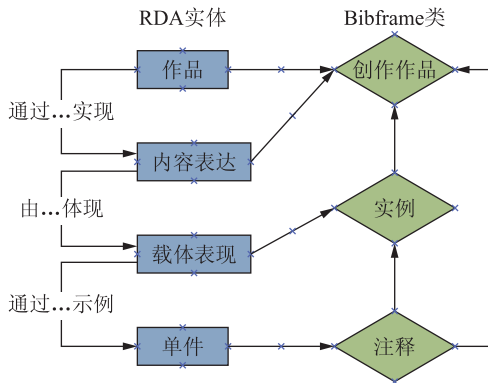 RDA实体 Bibframe类
作品 创作作品
通过...实现
内容表达
由...体现 实例
载体表现
通过...示例
单件 注释